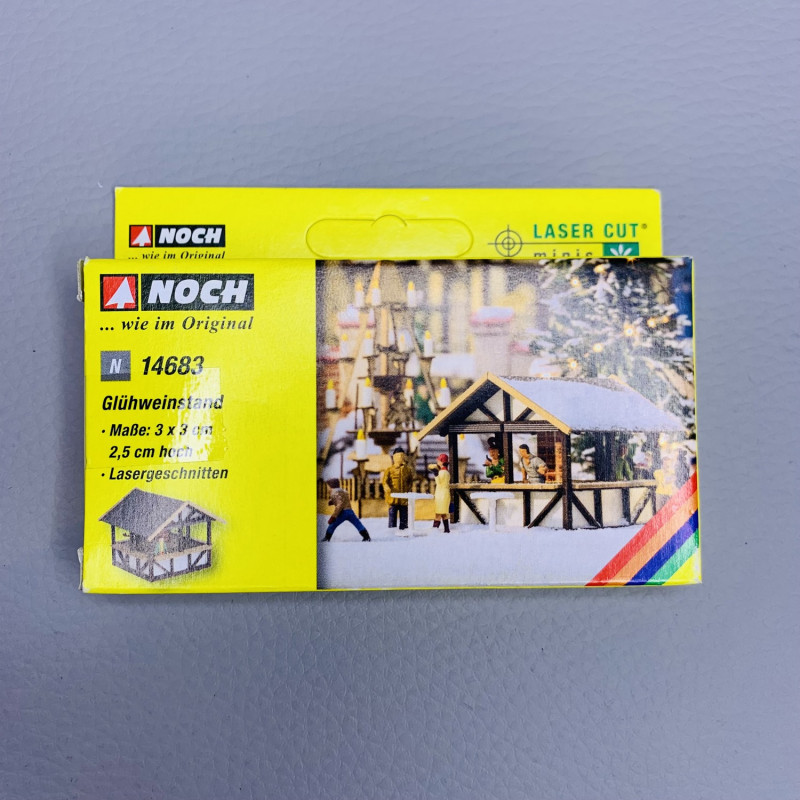 NOCH
... wie im Original
LASER CUT®
minis
NOCH
... wie im Original
N 14683
Glühweinstand
• Maße: 3 x 3 cm
2,5 cm hoch
• Lasergeschnitten